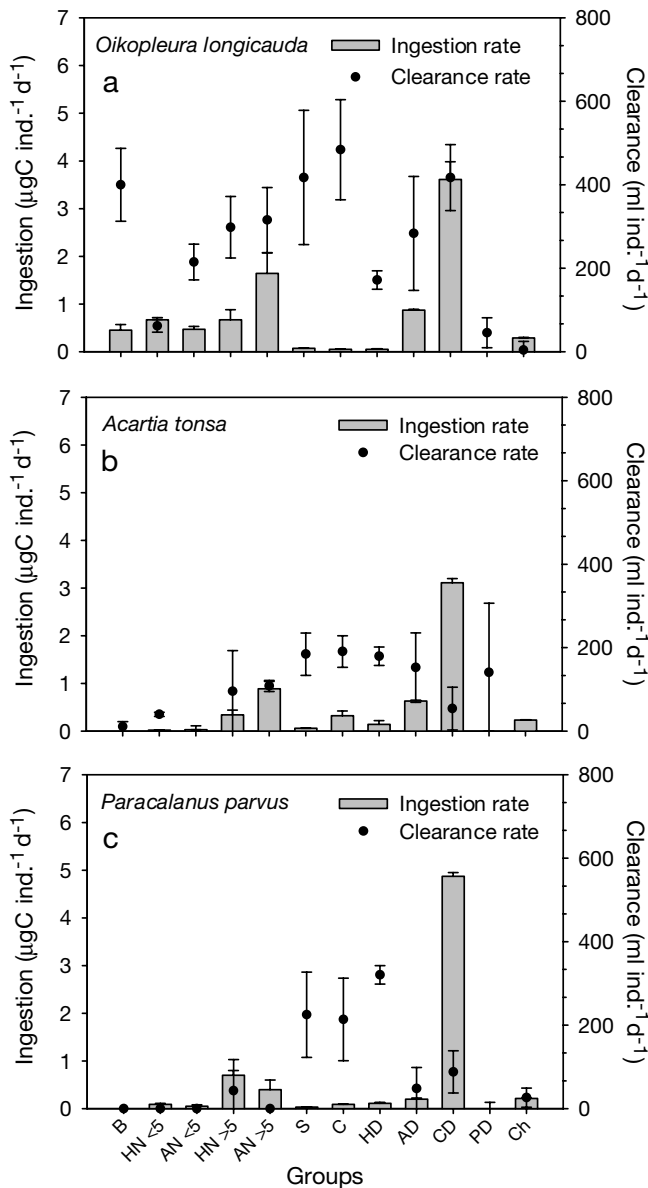 Oikopleura longicauda
a
Ingestion rate
Clearance rate
Ingestion (µgC ind.-1 d-1)
7
6
5
4
3
2
1
0
800
600
400
200
0
Clearance (ml ind.-1 d-1)
Acartia tonsa
b
Ingestion rate
Clearance rate
Ingestion (µgC ind.-1 d-1)
7
6
5
4
3
2
1
0
800
600
400
200
0
Clearance (ml ind.-1 d-1)
Paracalanus parvus
c
Ingestion rate
Clearance rate
Ingestion (µgC ind.-1 d-1)
7
6
5
4
3
2
1
0
800
600
400
200
0
Clearance (ml ind.-1 d-1)
B
HN <5
AN <5
HN >5
AN >5
S
C
HD
AD
CD
PD
Ch
Groups